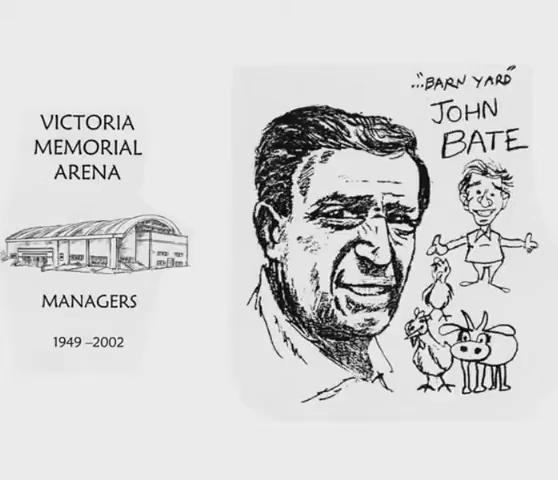 VICTORIA
MEMORIAL
ARENA
MANAGERS
1949 –2002
..."BARN YARD"
JOHN
BATE